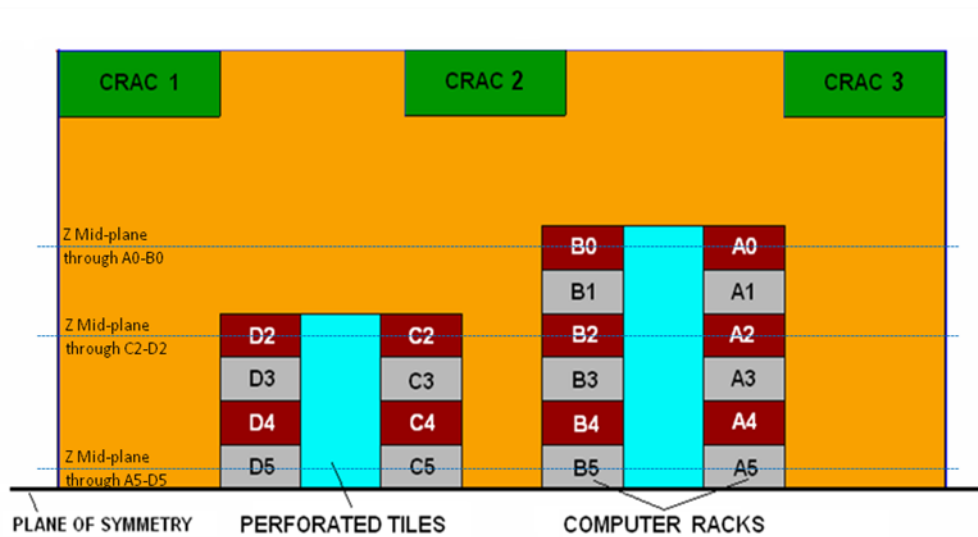 CRAC 1
CRAC 2
CRAC 3
Z Mid-plane
through A0-B0
B0
A0
B1
A1
Z Mid-plane
through C2-D2
D2
C2
B2
A2
D3
C3
B3
A3
D4
C4
B4
A4
Z Mid-plane
through A5-D5
D5
C5
B5
A5
PLANE OF SYMMETRY
PERFORATED TILES
COMPUTER RACKS